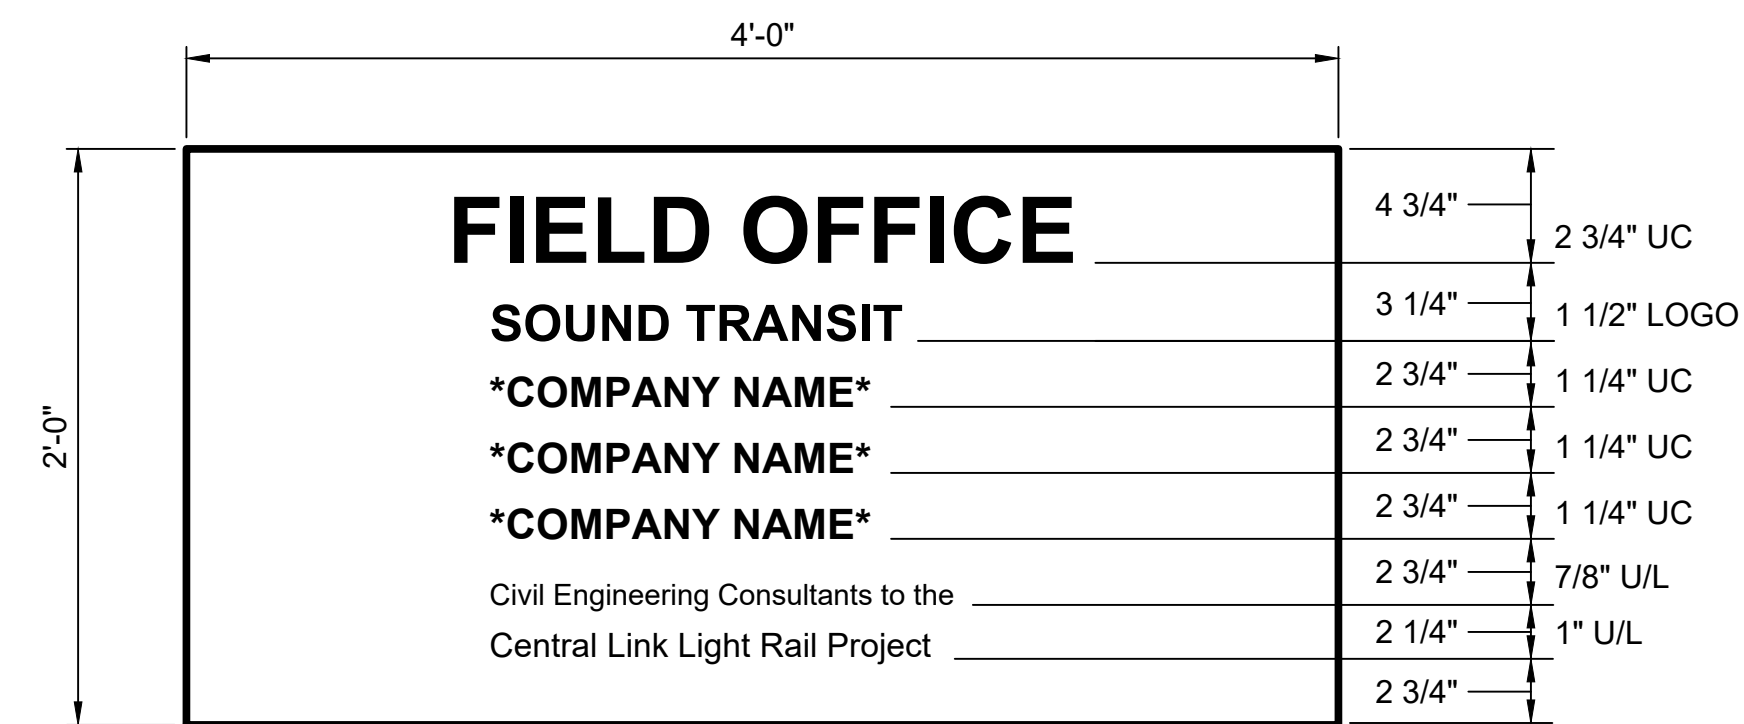 4'-0"
2'-0"
FIELD OFFICE
4 3/4"
2 3/4" UC
SOUND TRANSIT
3 1/4"
1 1/2" LOGO
*COMPANY NAME*
2 3/4"
1 1/4" UC
*COMPANY NAME*
2 3/4"
1 1/4" UC
*COMPANY NAME*
2 3/4"
1 1/4" UC
Civil Engineering Consultants to the
2 3/4"
7/8" U/L
Central Link Light Rail Project
2 1/4"
1" U/L
2 3/4"